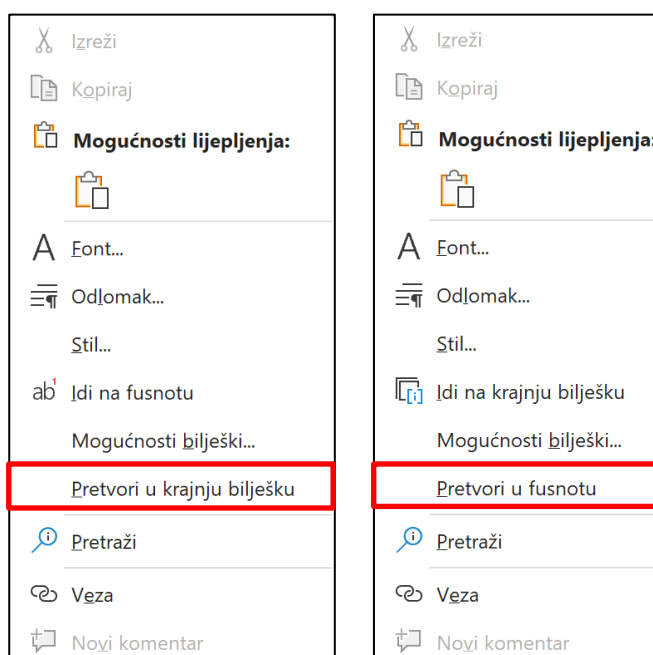 Izreži
Kopiraj
Mogućnosti lijepljenja:
Font...
Odlomak...
Stil...
ab¹ Idi na fusnotu
Mogućnosti bilješki...
Pretvori u krajnju bilješku
Pretraži
Veza
Novi komentar
Izreži
Kopiraj
Mogućnosti lijepljenja:
Font...
Odlomak...
Stil...
Idi na krajnju bilješku
Mogućnosti bilješki...
Pretvori u fusnotu
Pretraži
Veza
Novi komentar